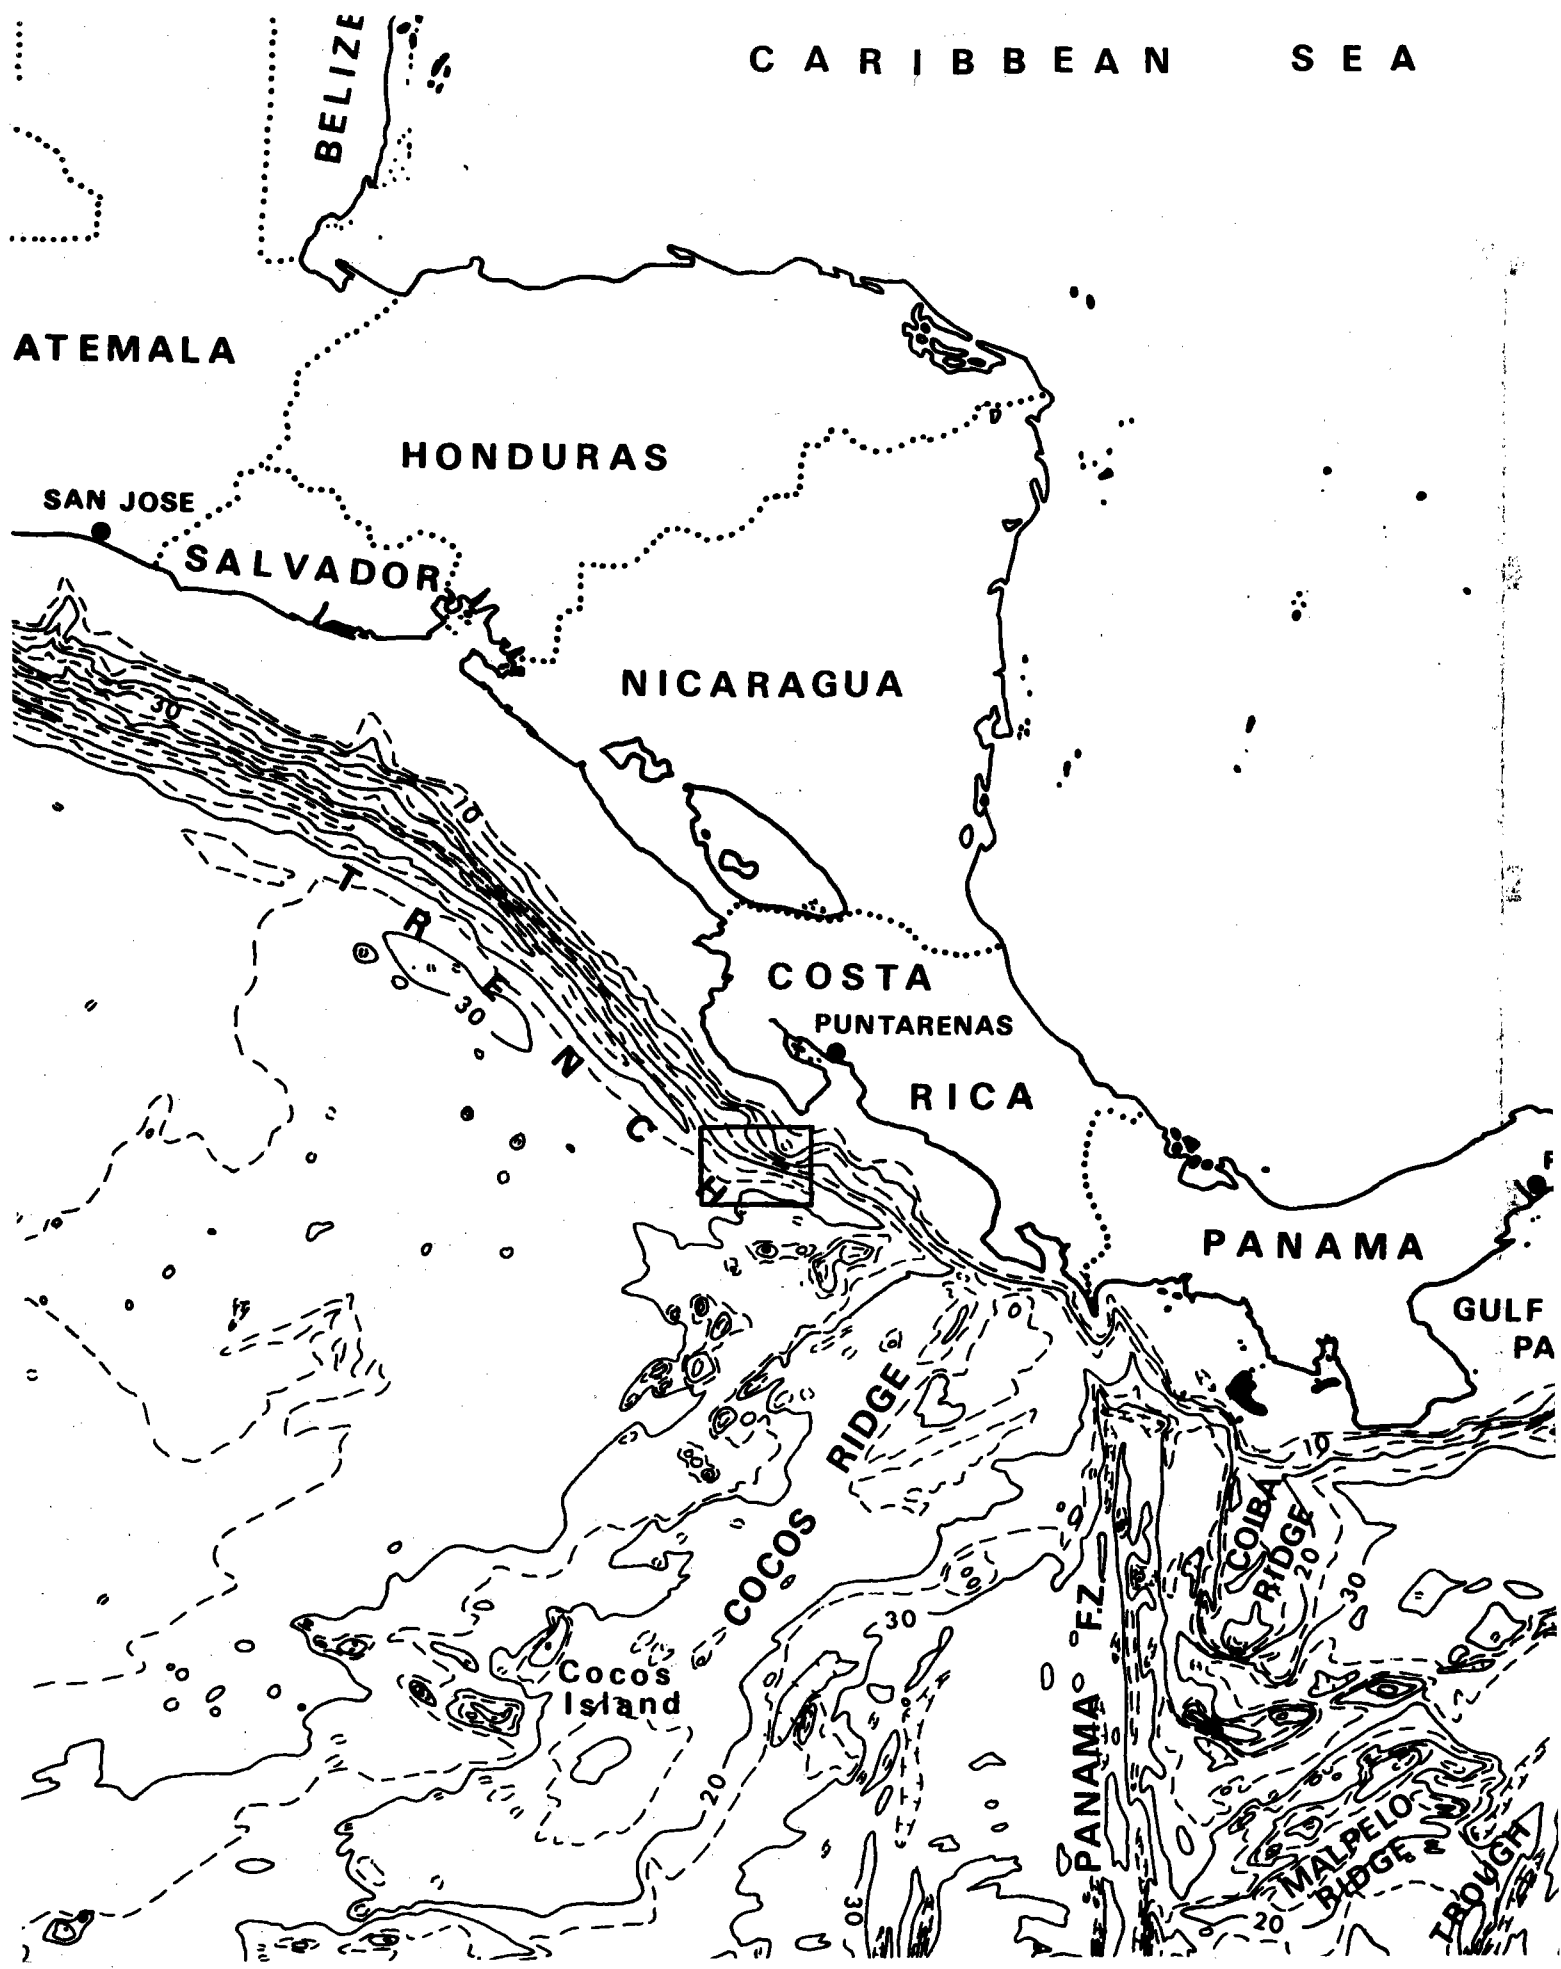 CARIBBEAN SEA
BELIZE
ATEMALA
HONDURAS
SAN JOSE
SALVADOR
NICARAGUA
30
10
TRENCH
30
COSTA
PUNTARENAS
RICA
PANAMA
GULF
PA
COCOS RIDGE
10
COIBA
RIDGE
20
30
30
PANAMA F.Z.
Cocos
Island
20
MALPELO
RIDGE
TROUGH
30
20